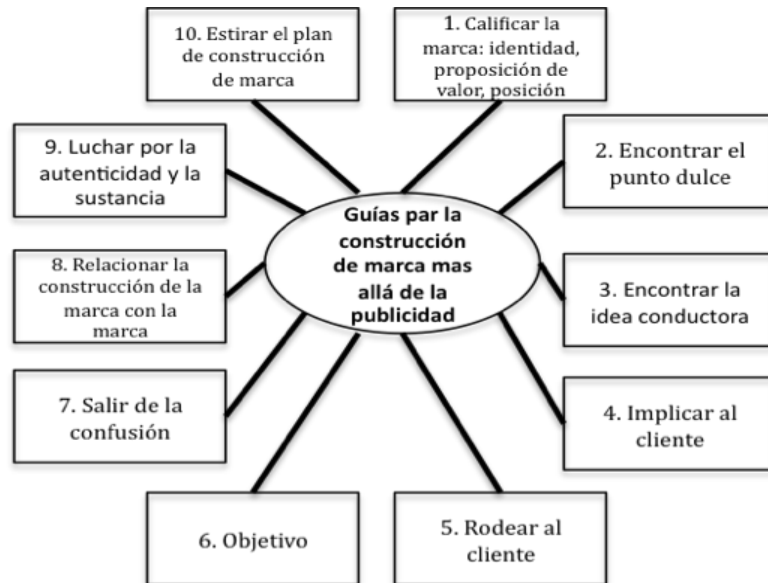 Guías par la
construcción
de marca mas
allá de la
publicidad
1. Calificar la
marca: identidad,
proposición de
valor, posición
2. Encontrar el
punto dulce
3. Encontrar la
idea conductora
4. Implicar al
cliente
5. Rodear al
cliente
6. Objetivo
7. Salir de la
confusión
8. Relacionar la
construcción de la
marca con la
marca
9. Luchar por la
autenticidad y la
sustancia
10. Estirar el plan
de construcción
de marca